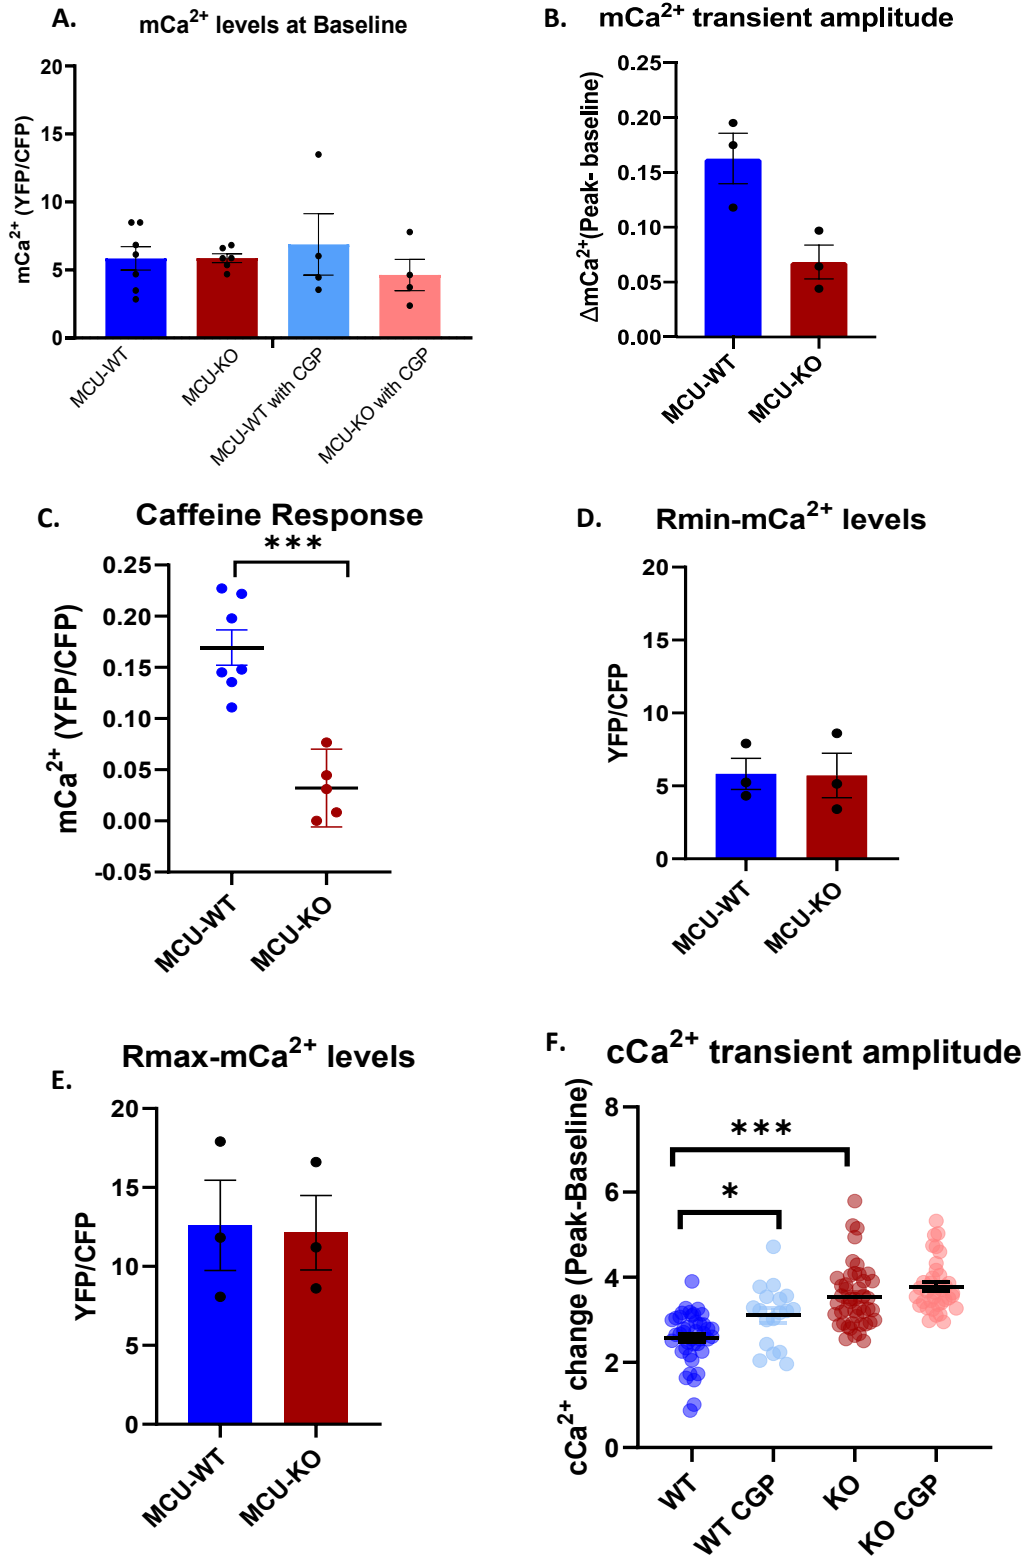 A.
mCa²⁺ levels at Baseline
mCa²⁺ (YFP/CFP)
20
15
10
5
0
MCU-WT
MCU-KO
MCU-WT with CGP
MCU-KO with CGP
B.
mCa²⁺ transient amplitude
ΔmCa²⁺(Peak- baseline)
0.25
0.20
0.15
0.10
0.05
0.00
MCU-WT
MCU-KO
C.
Caffeine Response
***
mCa²⁺ (YFP/CFP)
0.25
0.20
0.15
0.10
0.05
0.00
-0.05
MCU-WT
MCU-KO
D.
Rmin-mCa²⁺ levels
YFP/CFP
20
15
10
5
0
MCU-WT
MCU-KO
E.
Rmax-mCa²⁺ levels
YFP/CFP
20
15
10
5
0
MCU-WT
MCU-KO
F.
cCa²⁺ transient amplitude
cCa²⁺ change (Peak-Baseline)
8
6
4
2
0
***
*
WT
WT CGP
KO
KO CGP